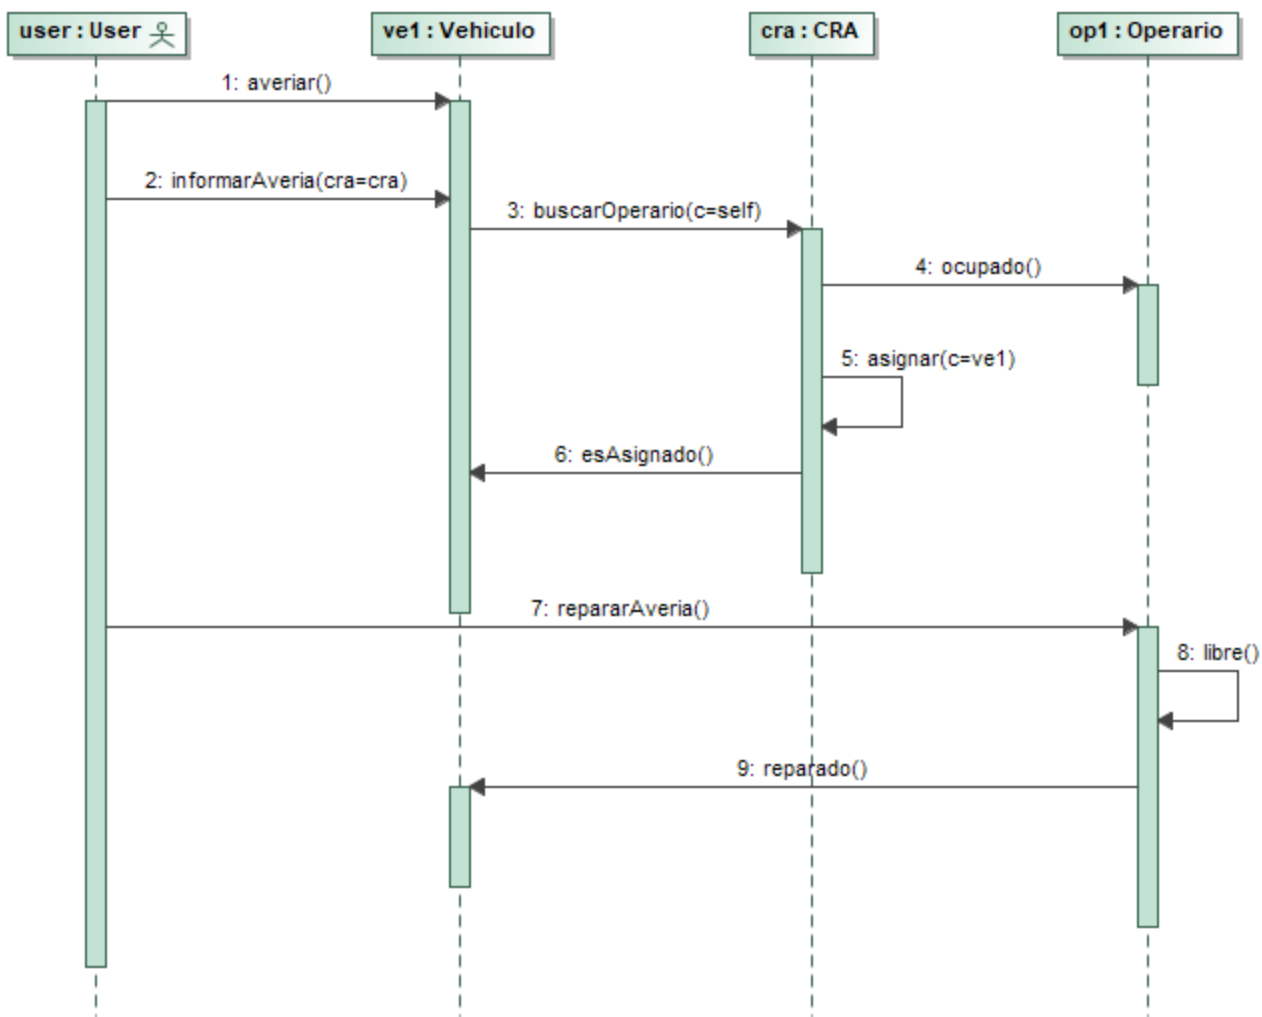 user : User
ve1 : Vehiculo
cra : CRA
op1 : Operario
1: averiar()
2: informarAveria(cra=cra)
3: buscarOperario(c=self)
4: ocupado()
5: asignar(c=ve1)
6: esAsignado()
7: repararAveria()
8: libre()
9: reparado()